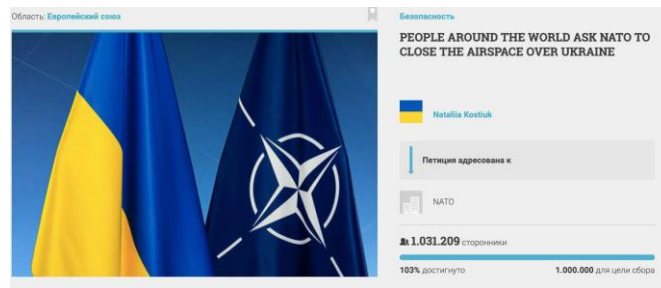 Область: Европейский союз
Безопасность
PEOPLE AROUND THE WORLD ASK NATO TO
CLOSE THE AIRSPACE OVER UKRAINE
Nataliia Kostiuk
Петиция адресована к
NATO
1.031.209 сторонники
103% достигнуто
1.000.000 для цели сбора